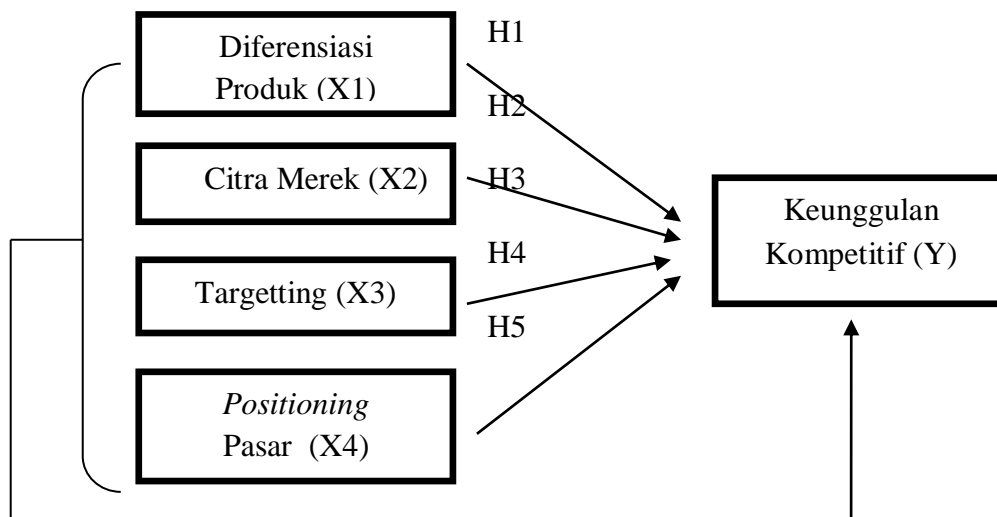 H1
Diferensiasi
Produk (X1)
H2
Citra Merek (X2)
H3
Keunggulan
Kompetitif (Y)
H4
Targetting (X3)
H5
Positioning
Pasar (X4)